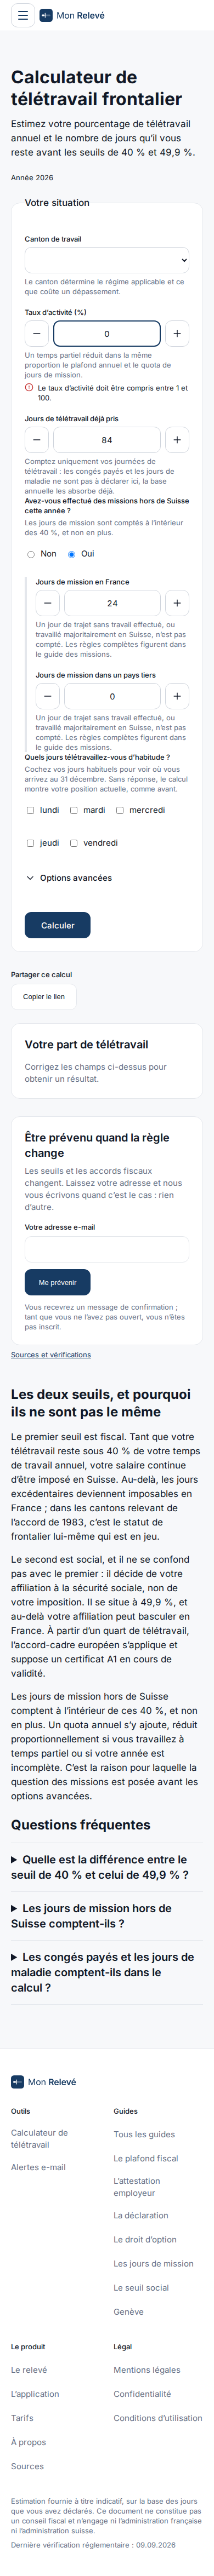 Mon Relevé
Calculateur de
télétravail frontalier
Estimez votre pourcentage de télétravail
annuel et le nombre de jours qu’il vous
reste avant les seuils de 40 % et 49,9 %.
Année 2026
Votre situation
Canton de travail
Le canton détermine le régime applicable et ce
que coûte un dépassement.
Taux d’activité (%)
0
Un temps partiel réduit dans la même
proportion le plafond annuel et le quota de
jours de mission.
Le taux d’activité doit être compris entre 1 et
100.
Jours de télétravail déjà pris
84
Comptez uniquement vos journées de
télétravail : les congés payés et les jours de
maladie ne sont pas à déclarer ici, la base
annuelle les absorbe déjà.
Avez-vous effectué des missions hors de Suisse
cette année ?
Les jours de mission sont comptés à l’intérieur
des 40 %, et non en plus.
Non Oui
Jours de mission en France
24
Un jour de trajet sans travail effectué, ou
travaillé majoritairement en Suisse, n’est pas
compté. Les règles complètes figurent dans
le guide des missions.
Jours de mission dans un pays tiers
0
Un jour de trajet sans travail effectué, ou
travaillé majoritairement en Suisse, n’est pas
compté. Les règles complètes figurent dans
le guide des missions.
Quels jours télétravaillez-vous d’habitude ?
Cochez vos jours habituels pour voir où vous
arrivez au 31 décembre. Sans réponse, le calcul
montre votre position actuelle, comme avant.
lundi mardi mercredi
jeudi vendredi
Options avancées
Calculer
Partager ce calcul
Copier le lien
Votre part de télétravail
Corrigez les champs ci-dessus pour
obtenir un résultat.
Être prévenu quand la règle
change
Les seuils et les accords fiscaux
changent. Laissez votre adresse et nous
vous écrivons quand c’est le cas : rien
d’autre.
Votre adresse e-mail
Me prévenir
Vous recevrez un message de confirmation ;
tant que vous ne l’avez pas ouvert, vous n’êtes
pas inscrit.
Sources et vérifications
Les deux seuils, et pourquoi
ils ne sont pas le même
Le premier seuil est fiscal. Tant que votre
télétravail reste sous 40 % de votre temps
de travail annuel, votre salaire continue
d’être imposé en Suisse. Au-delà, les jours
excédentaires deviennent imposables en
France ; dans les cantons relevant de
l’accord de 1983, c’est le statut de
frontalier lui-même qui est en jeu.
Le second est social, et il ne se confond
pas avec le premier : il décide de votre
affiliation à la sécurité sociale, non de
votre imposition. Il se situe à 49,9 %, et
au-delà votre affiliation peut basculer en
France. À partir d’un quart de télétravail,
l’accord-cadre européen s’applique et
suppose un certificat A1 en cours de
validité.
Les jours de mission hors de Suisse
comptent à l’intérieur de ces 40 %, et non
en plus. Un quota annuel s’y ajoute, réduit
proportionnellement si vous travaillez à
temps partiel ou si votre année est
incomplète. C’est la raison pour laquelle la
question des missions est posée avant les
options avancées.
Questions fréquentes
Quelle est la différence entre le
seuil de 40 % et celui de 49,9 % ?
Les jours de mission hors de
Suisse comptent-ils ?
Les congés payés et les jours de
maladie comptent-ils dans le
calcul ?
Mon Relevé
Outils
Calculateur de
télétravail
Alertes e-mail
Guides
Tous les guides
Le plafond fiscal
L’attestation
employeur
La déclaration
Le droit d’option
Les jours de mission
Le seuil social
Genève
Le produit
Le relevé
L’application
Tarifs
À propos
Sources
Légal
Mentions légales
Confidentialité
Conditions d’utilisation
Estimation fournie à titre indicatif, sur la base des jours
que vous avez déclarés. Ce document ne constitue pas
un conseil fiscal et n’engage ni l’administration française
ni l’administration suisse.
Dernière vérification réglementaire : 09.09.2026